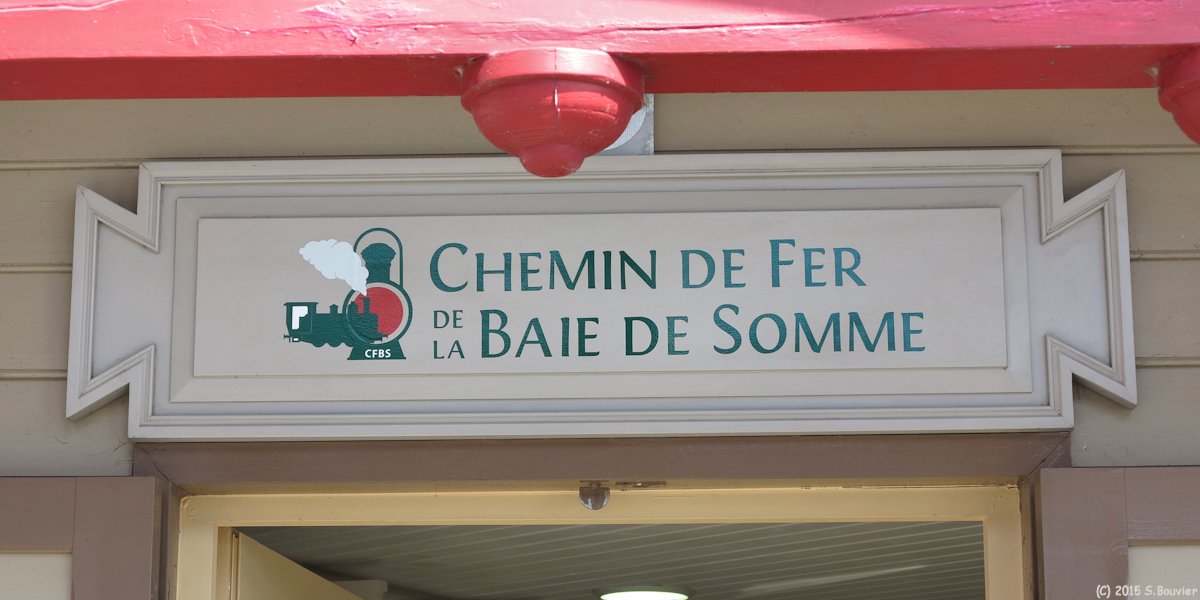 CHEMIN DE FER
DE LA BAIE DE SOMME
CFBS
(C) 2015 S.Bouvier